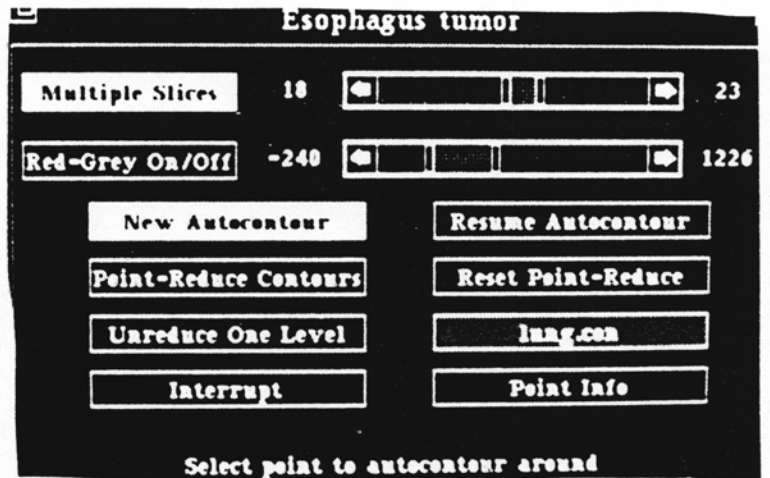 Esophagus tumor
Multiple Slices 18 23
Red-Grey On/Off -240 1226
New Autocontour Resume Autocontour
Point-Reduce Contours Reset Point-Reduce
Unreduce One Level lung.con
Interrupt Point Info
Select point to autocontour around